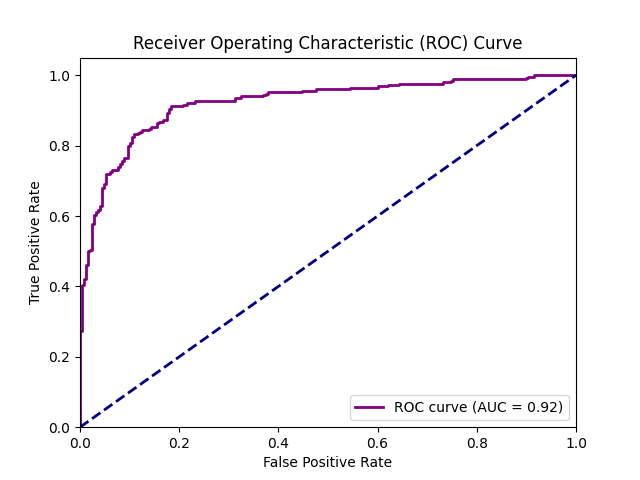 Receiver Operating Characteristic (ROC) Curve
1.0
0.8
0.6
0.4
0.2
0.0
True Positive Rate
ROC curve (AUC = 0.92)
0.0 0.2 0.4 0.6 0.8 1.0
False Positive Rate